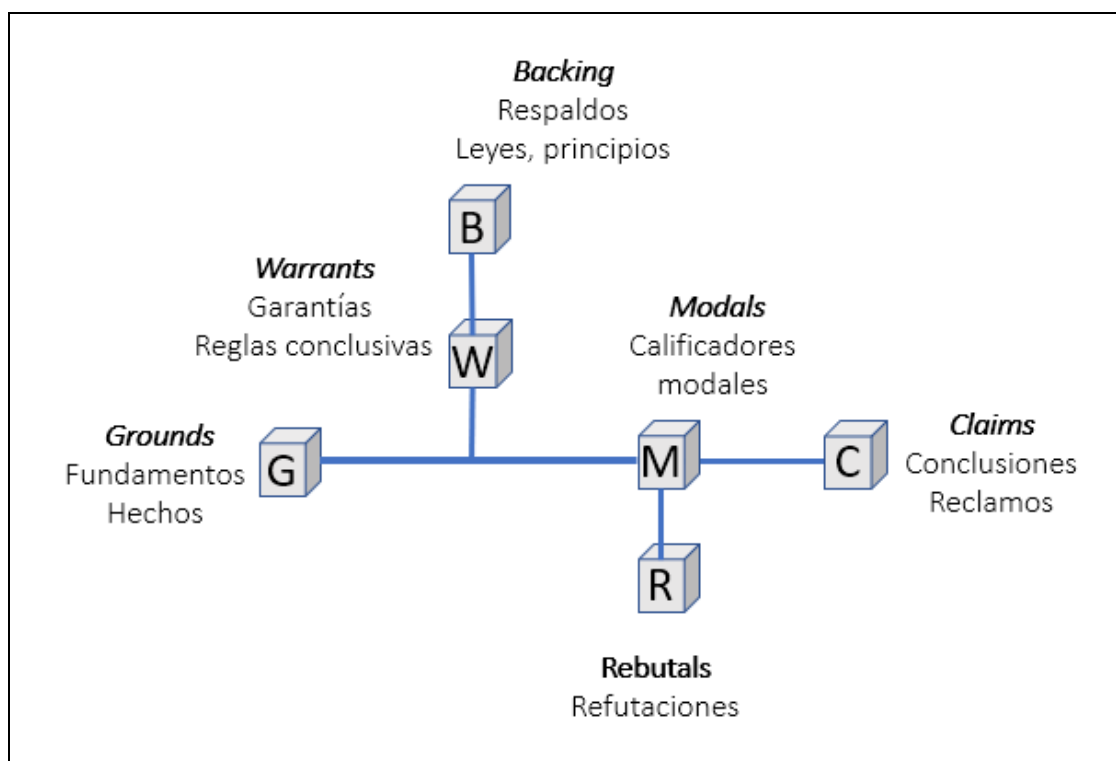 Backing
Respaldos
Leyes, principios
B
Warrants
Garantías
Reglas conclusivas
W
Modals
Calificadores
modales
Grounds
Fundamentos
Hechos
G
M
C
Claims
Conclusiones
Reclamos
R
Rebutals
Refutaciones